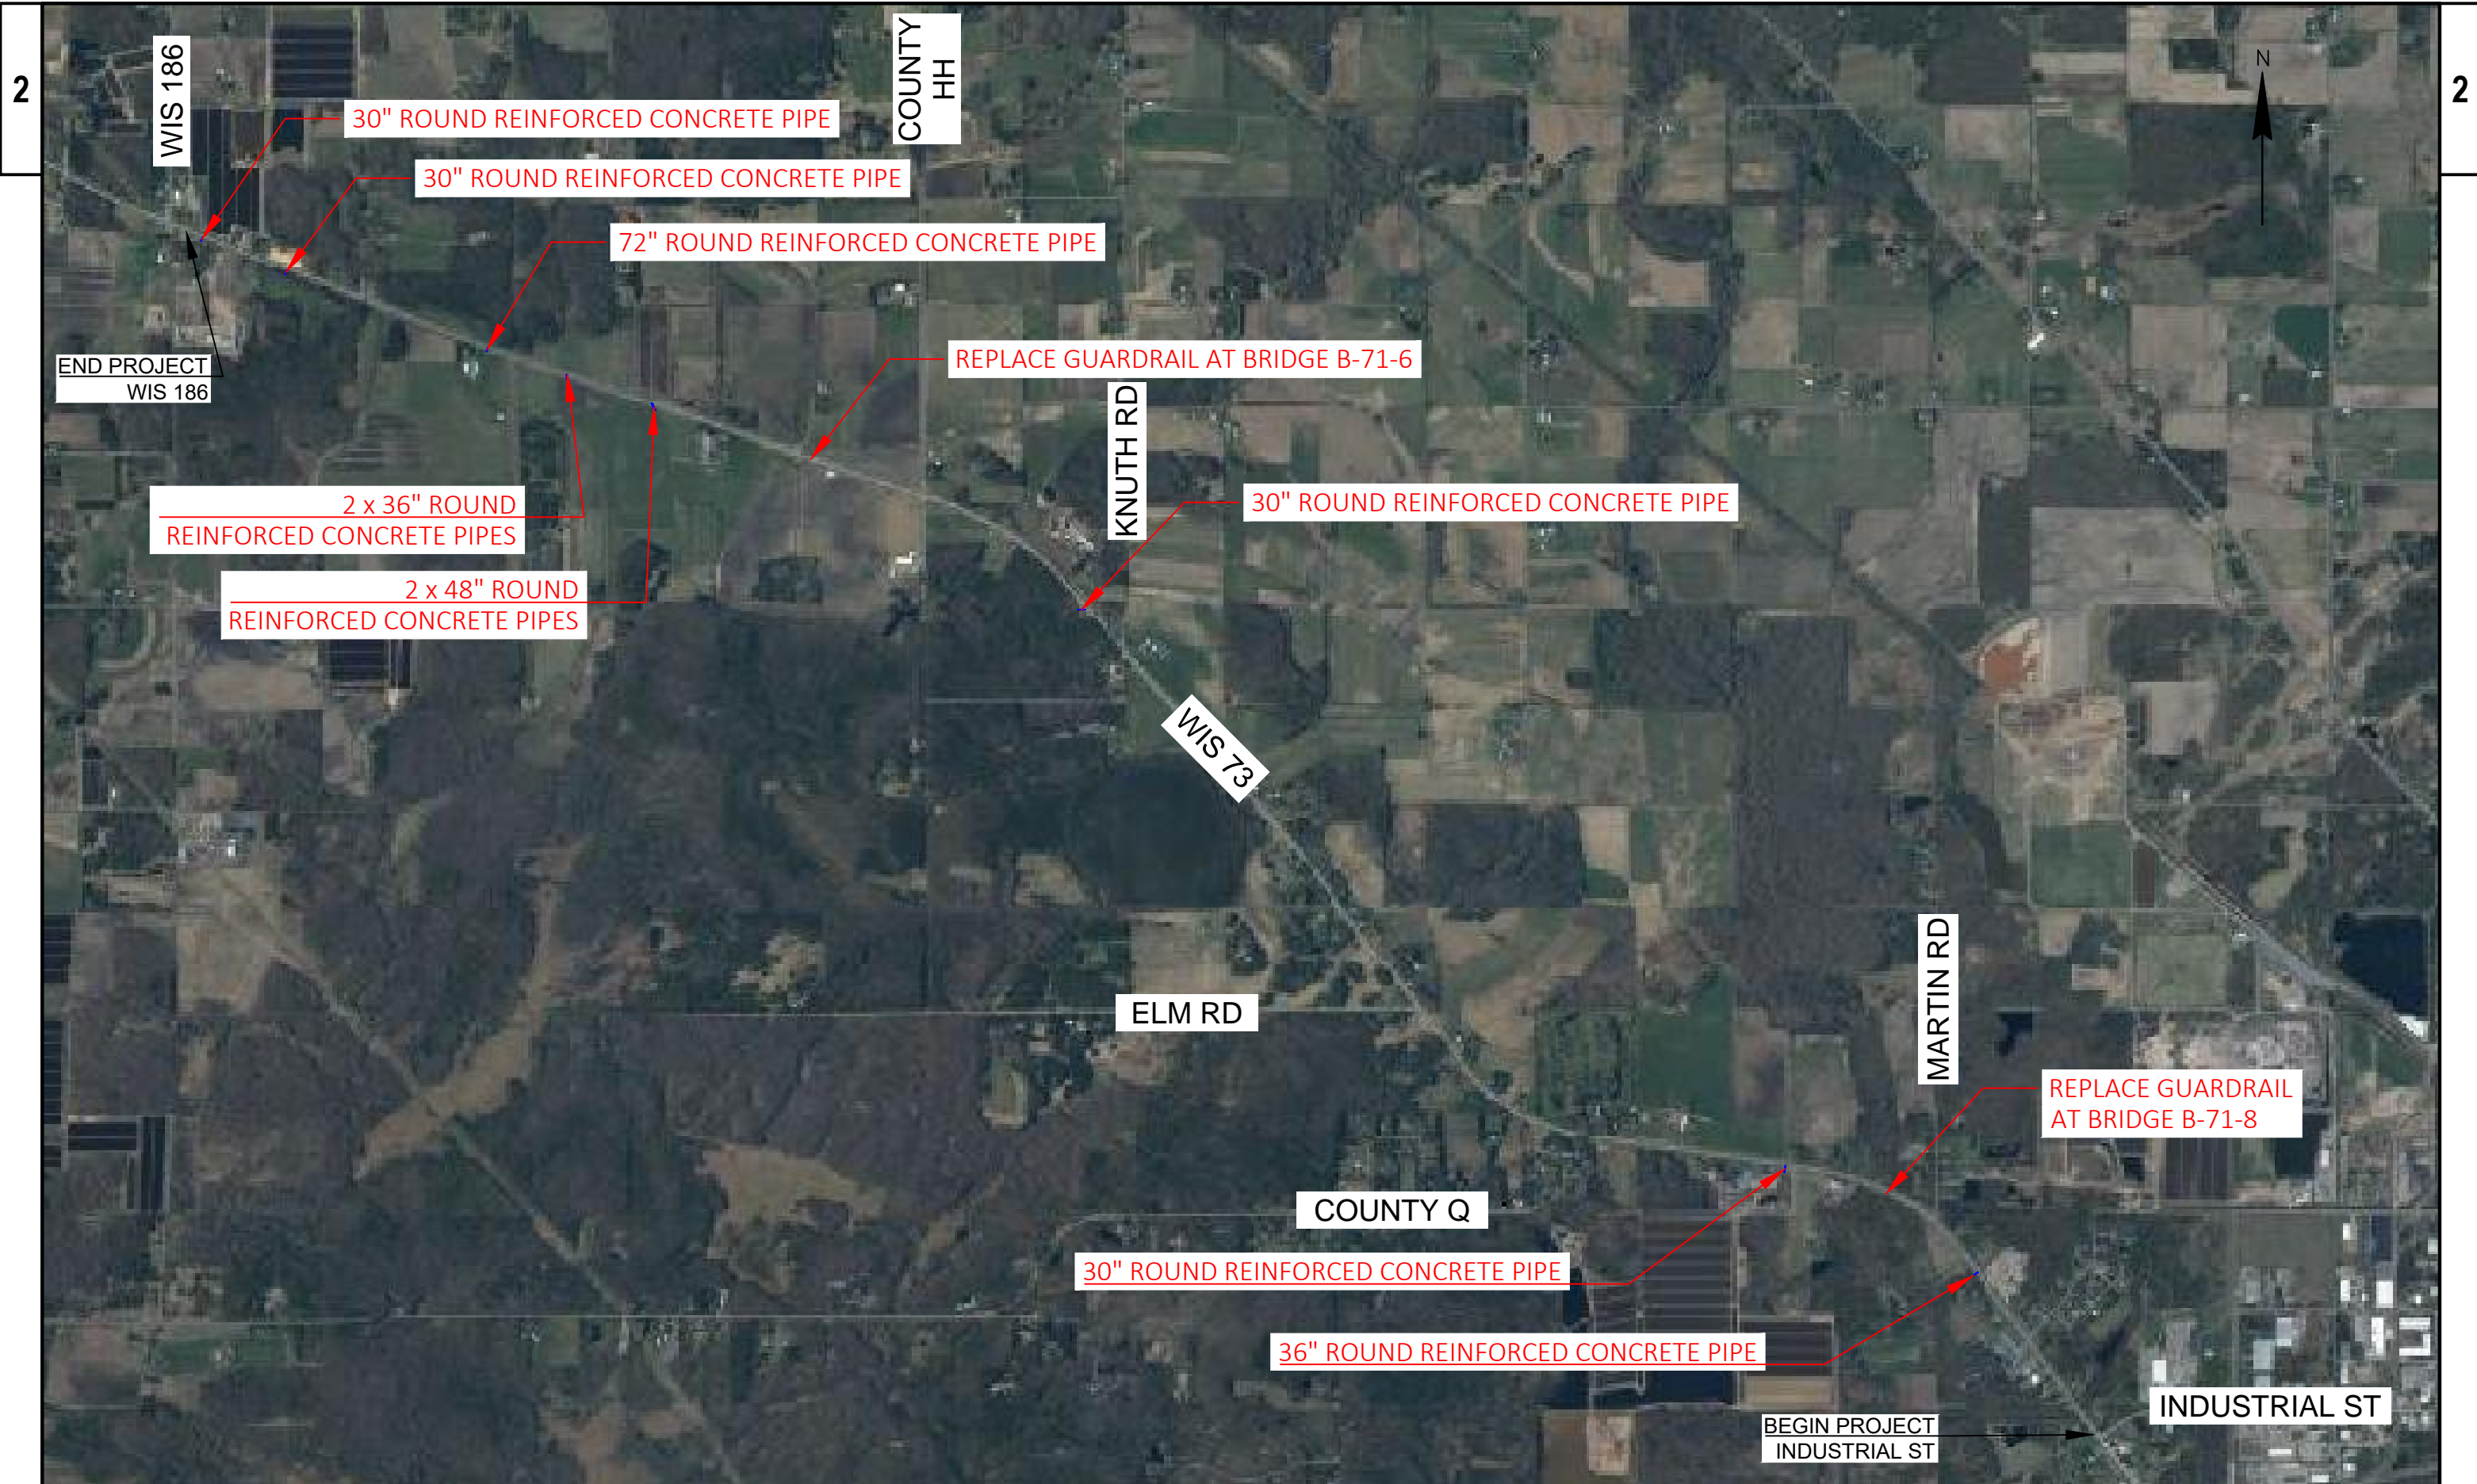 2
2
WIS 186
COUNTY
HH
N
30" ROUND REINFORCED CONCRETE PIPE
30" ROUND REINFORCED CONCRETE PIPE
72" ROUND REINFORCED CONCRETE PIPE
END PROJECT
WIS 186
REPLACE GUARDRAIL AT BRIDGE B-71-6
KNUTH RD
2 x 36" ROUND
REINFORCED CONCRETE PIPES
30" ROUND REINFORCED CONCRETE PIPE
2 x 48" ROUND
REINFORCED CONCRETE PIPES
WIS 73
ELM RD
MARTIN RD
REPLACE GUARDRAIL
AT BRIDGE B-71-8
COUNTY Q
30" ROUND REINFORCED CONCRETE PIPE
36" ROUND REINFORCED CONCRETE PIPE
INDUSTRIAL ST
BEGIN PROJECT
INDUSTRIAL ST